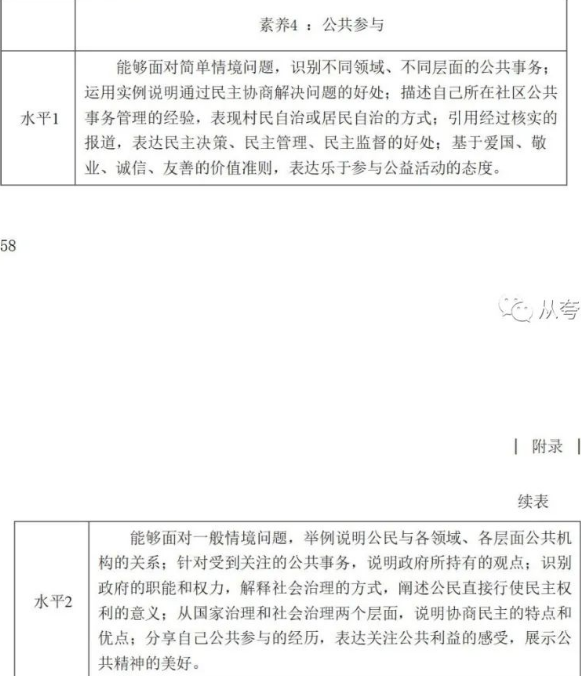 素养4 ：公共参与
能够面对简单情境问题，识别不同领域、不同层面的公共事务；
运用实例说明通过民主协商解决问题的好处；描述自己所在社区公共
水平1
事务管理的经验，表现村民自治或居民自治的方式；引用经过核实的
报道，表达民主决策、民主管理、民主监督的好处；基于爱国、敬
业、诚信、友善的价值准则，表达乐于参与公益活动的态度。
58
从夸
附录
续表
能够面对一般情境问题，举例说明公民与各领域、各层面公共机
构的关系；针对受到关注的公共事务，说明政府所持有的观点；识别
政府的职能和权力，解释社会治理的方式，阐述公民直接行使民主权
水平2
利的意义；从国家治理和社会治理两个层面，说明协商民主的特点和
优点；分享自己公共参与的经历，表达关注公共利益的感受，展示公
共精神的美好。